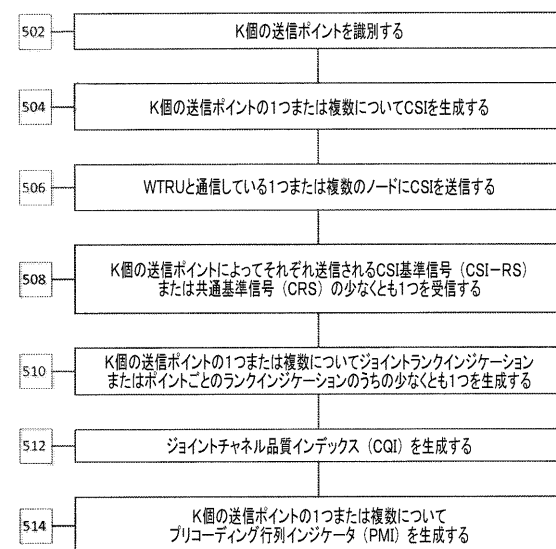 502
K個の送信ポイントを識別する
504
K個の送信ポイントの1つまたは複数についてCSIを生成する
506
WTRUと通信している1つまたは複数のノードにCSIを送信する
508
K個の送信ポイントによってそれぞれ送信されるCSI基準信号（CSI－RS）
または共通基準信号（CRS）の少なくとも1つを受信する
510
K個の送信ポイントの1つまたは複数についてジョイントランクインジケーション
またはポイントごとのランクインジケーションのうちの少なくとも1つを生成する
512
ジョイントチャネル品質インデックス（CQI）を生成する
514
K個の送信ポイントの1つまたは複数について
プリコーディング行列インジケータ（PMI）を生成する